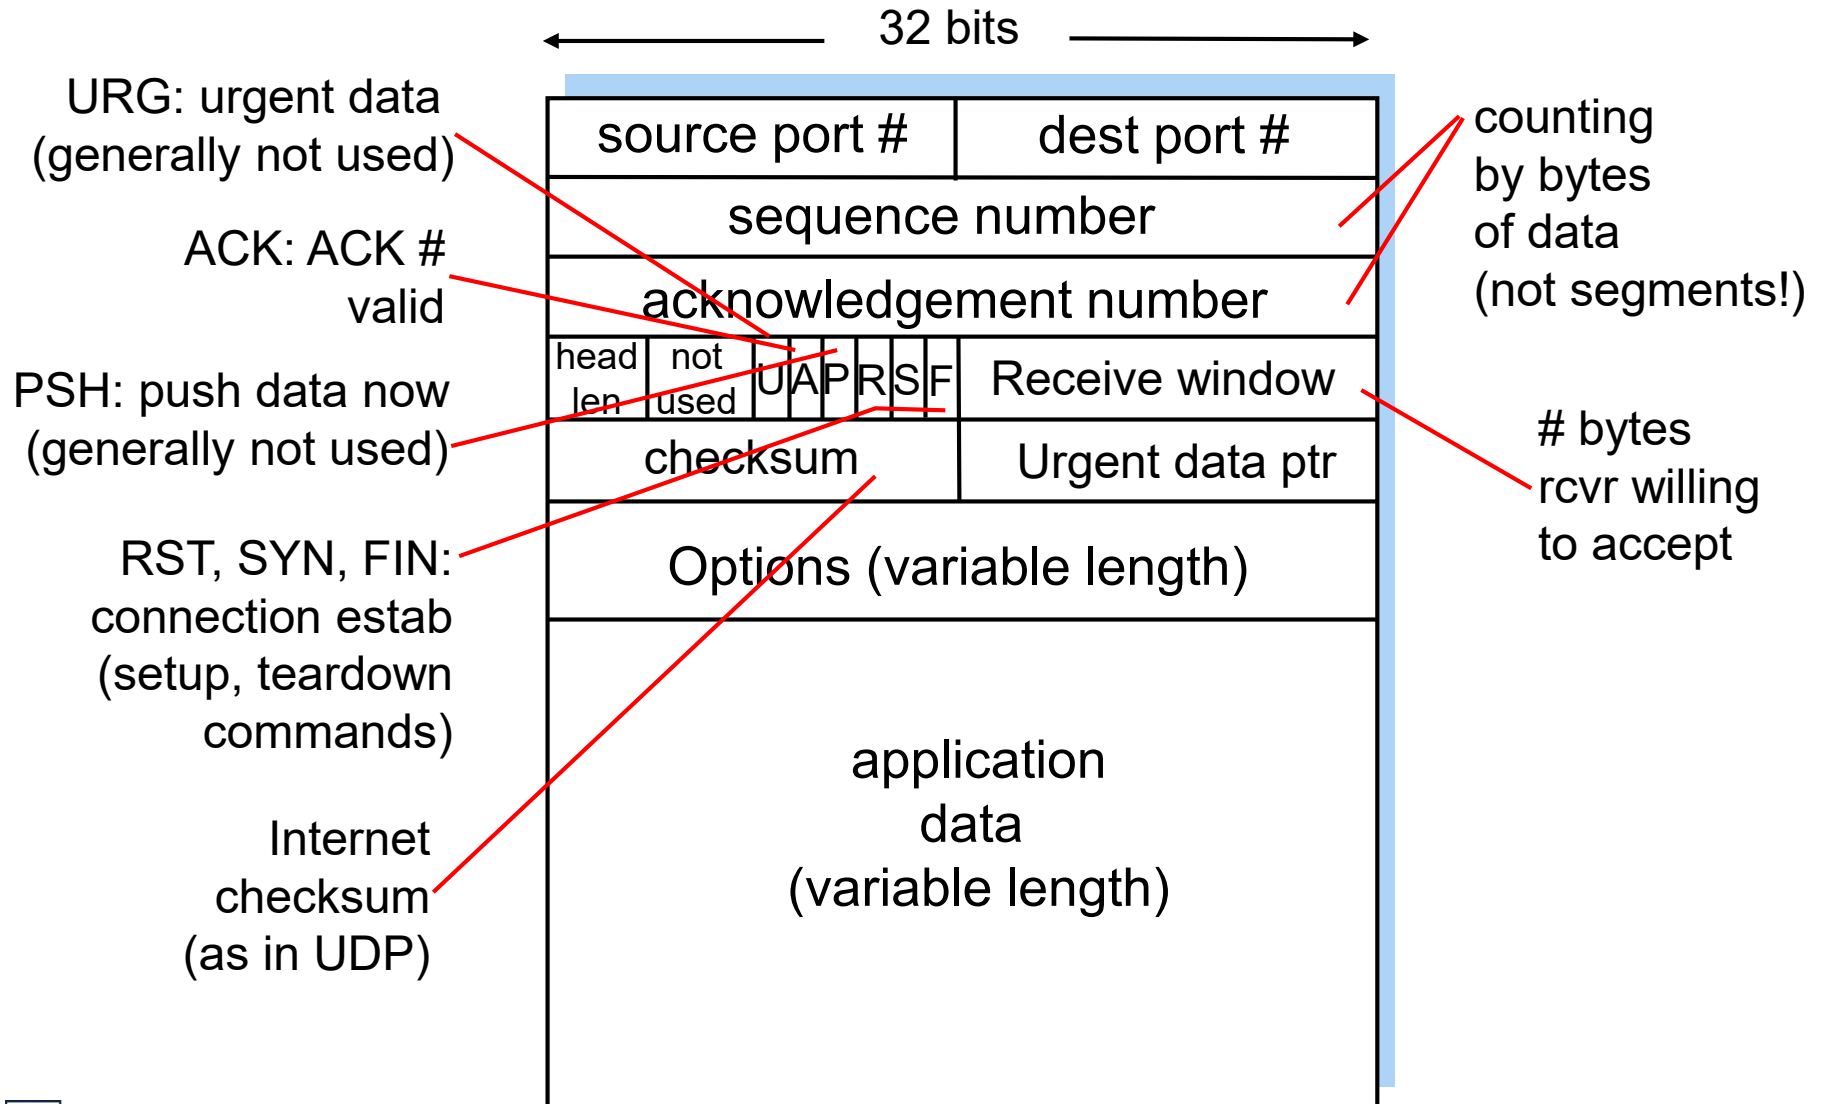 32 bits
URG: urgent data
(generally not used)
ACK: ACK #
valid
PSH: push data now
(generally not used)
RST, SYN, FIN:
connection estab
(setup, teardown
commands)
Internet
checksum
(as in UDP)
source port #
dest port #
sequence number
acknowledgement number
head
len
not
used
U
A
P
R
S
F
Receive window
checksum
Urgent data ptr
Options (variable length)
application
data
(variable length)
counting
by bytes
of data
(not segments!)
# bytes
rcvr willing
to accept